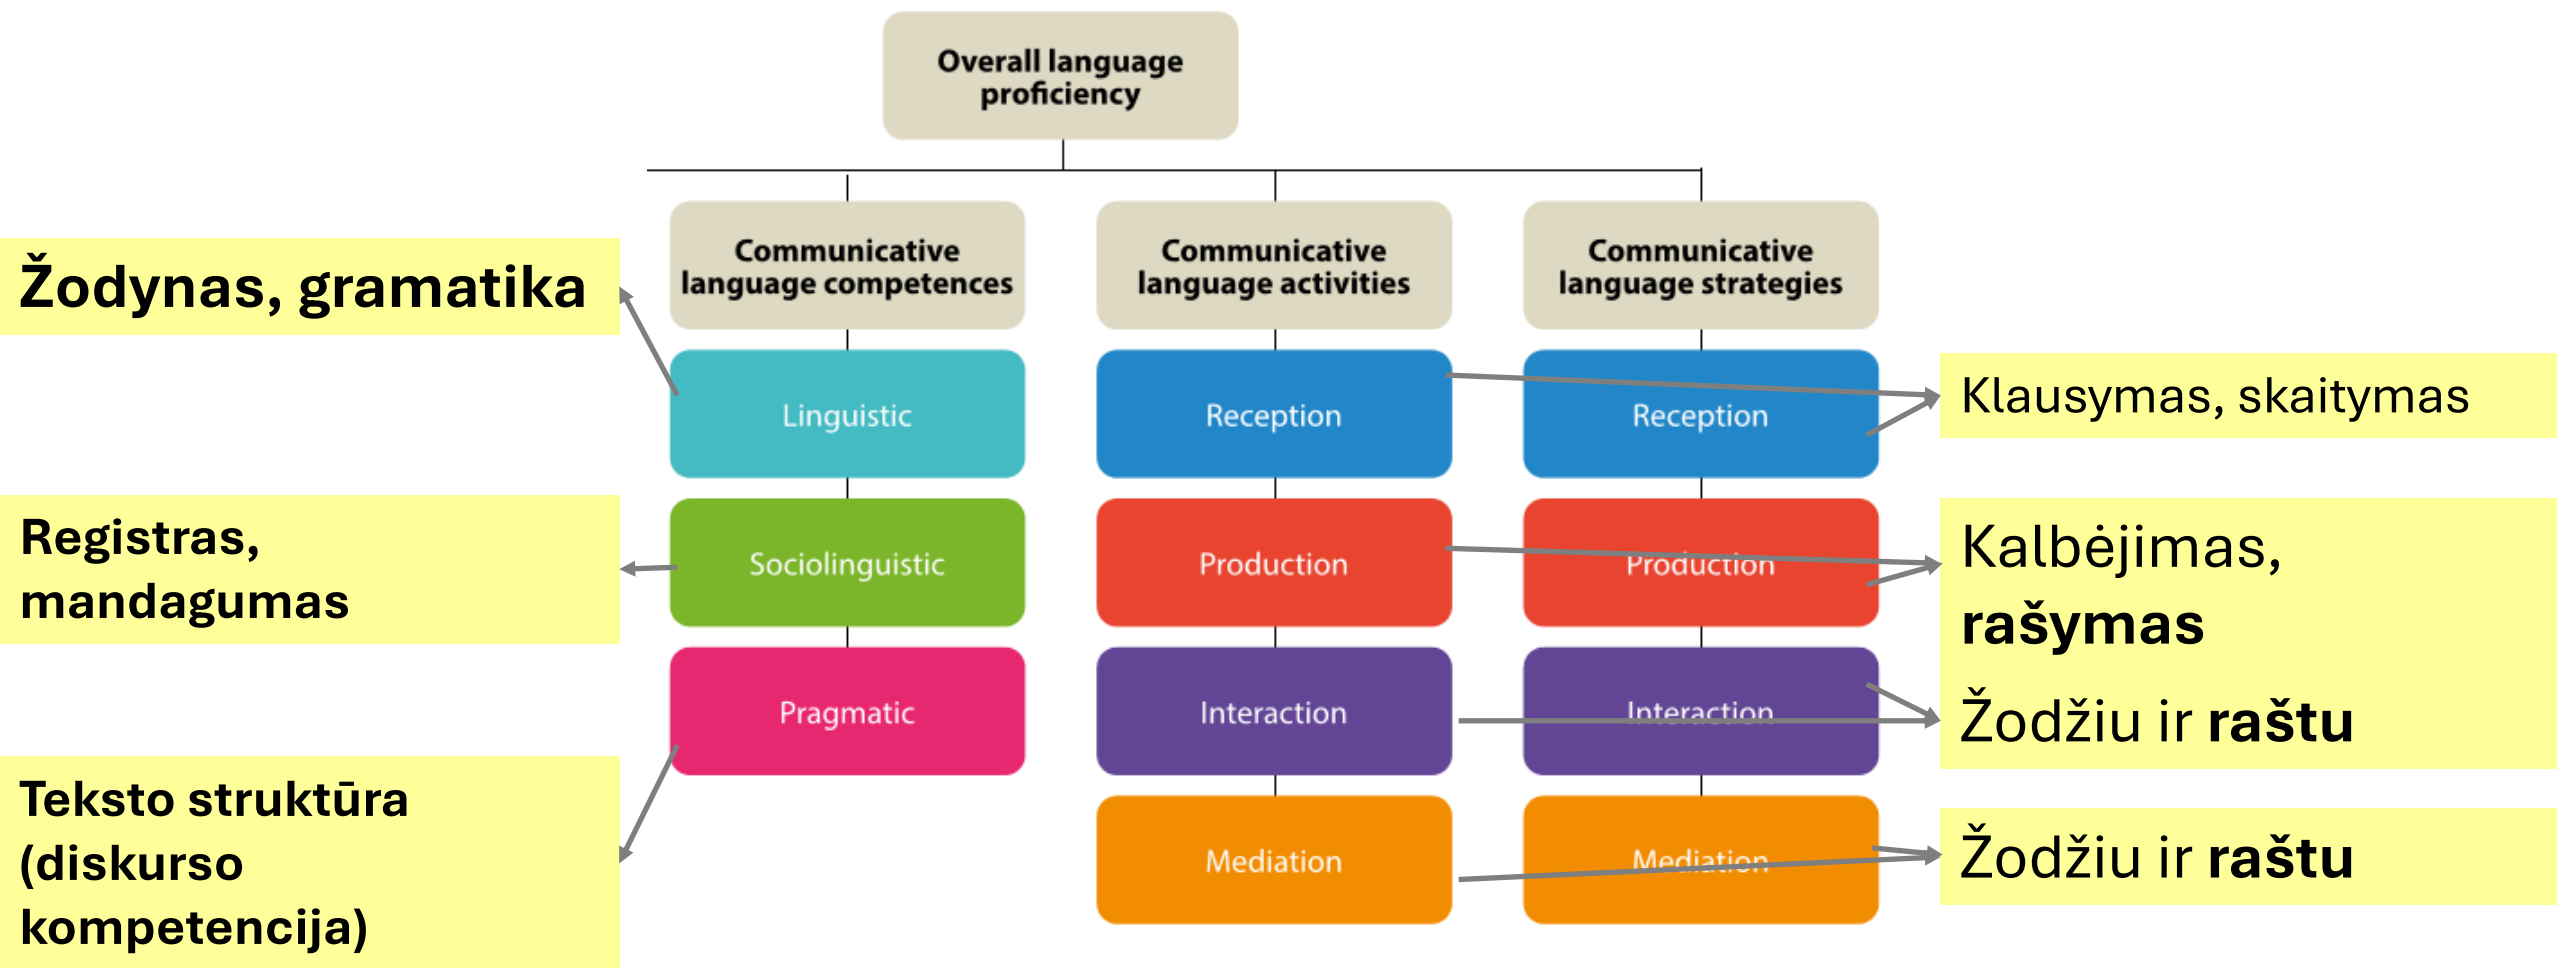 Overall language
proficiency
Communicative
language competences
Communicative
language activities
Communicative
language strategies
Žodynas, gramatika
Linguistic
Reception
Reception
Klausymas, skaitymas
Registras,
mandagumas
Sociolinguistic
Production
Production
Kalbėjimas,
rašymas
Pragmatic
Interaction
Interaction
Žodžiu ir raštu
Teksto struktūra
(diskurso
kompetencija)
Mediation
Mediation
Žodžiu ir raštu